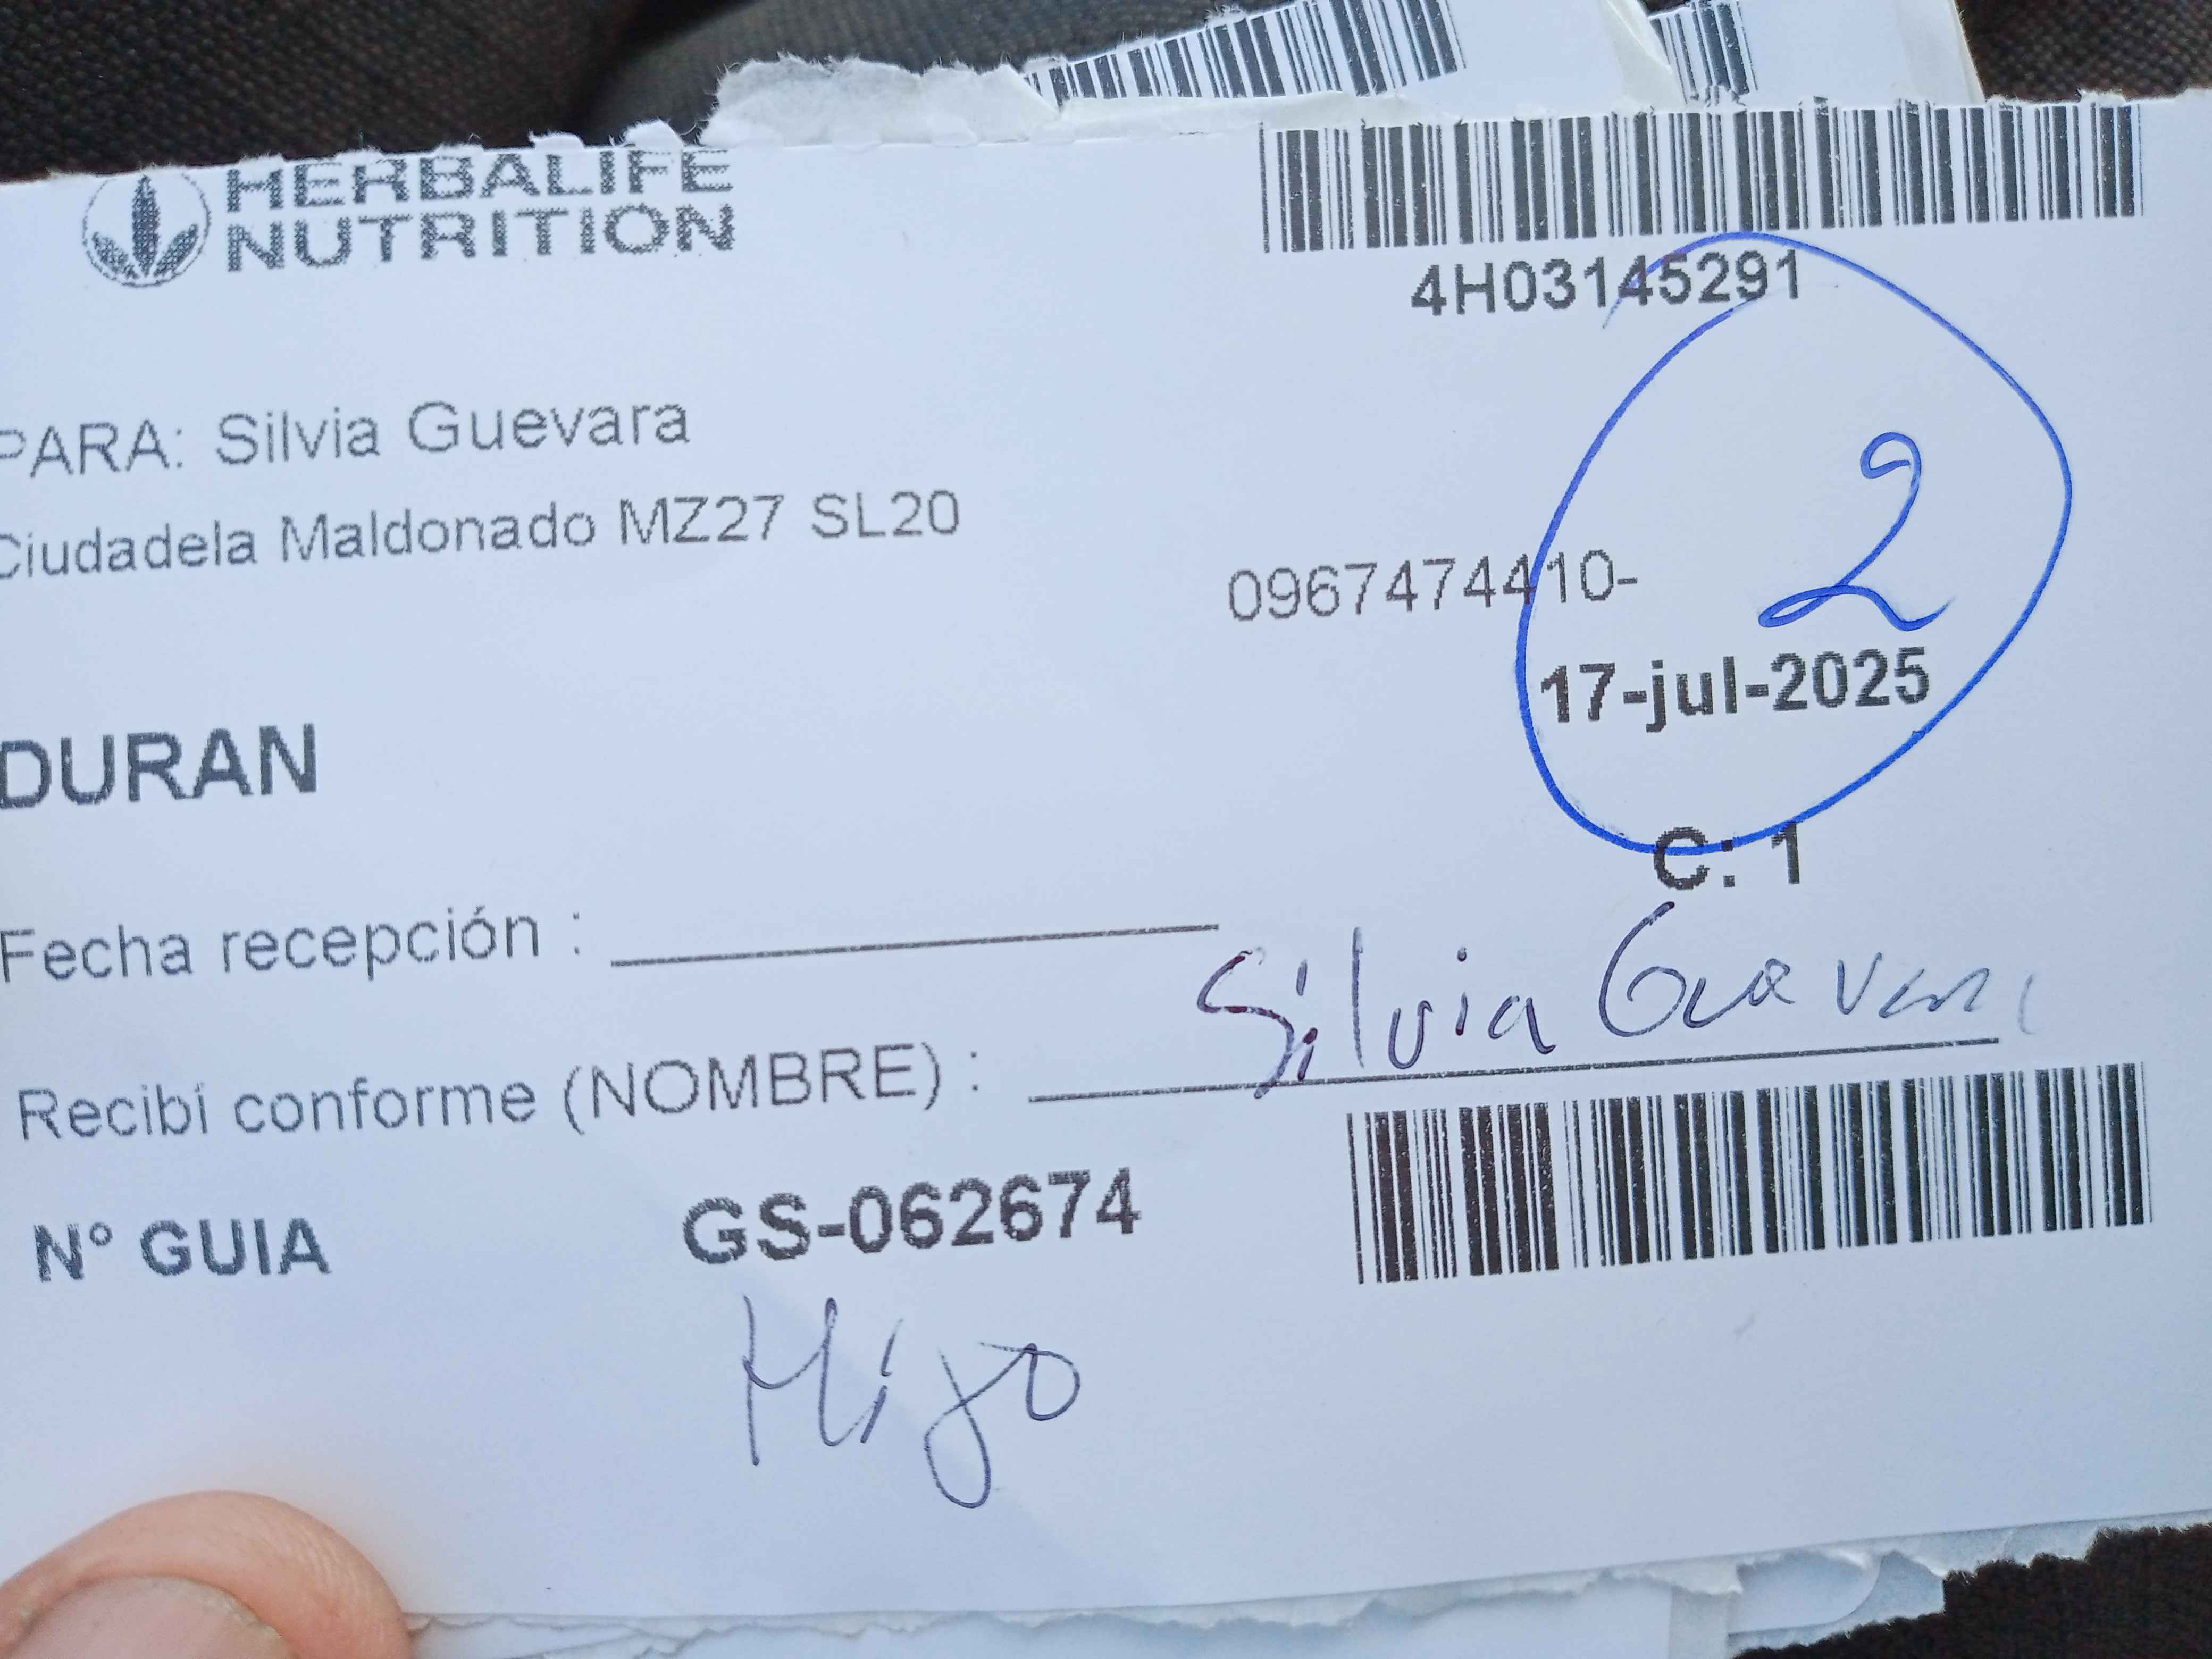 HERBALIFE
NUTRITION
4H03145291
PARA: Silvia Guevara
Ciudadela Maldonado MZ27 SL20
2
0967474410-
17-jul-2025
DURAN
C: 1
Fecha recepción :
Silvia Guevara
Recibí conforme (NOMBRE) :
N° GUIA GS-062674
Hijo